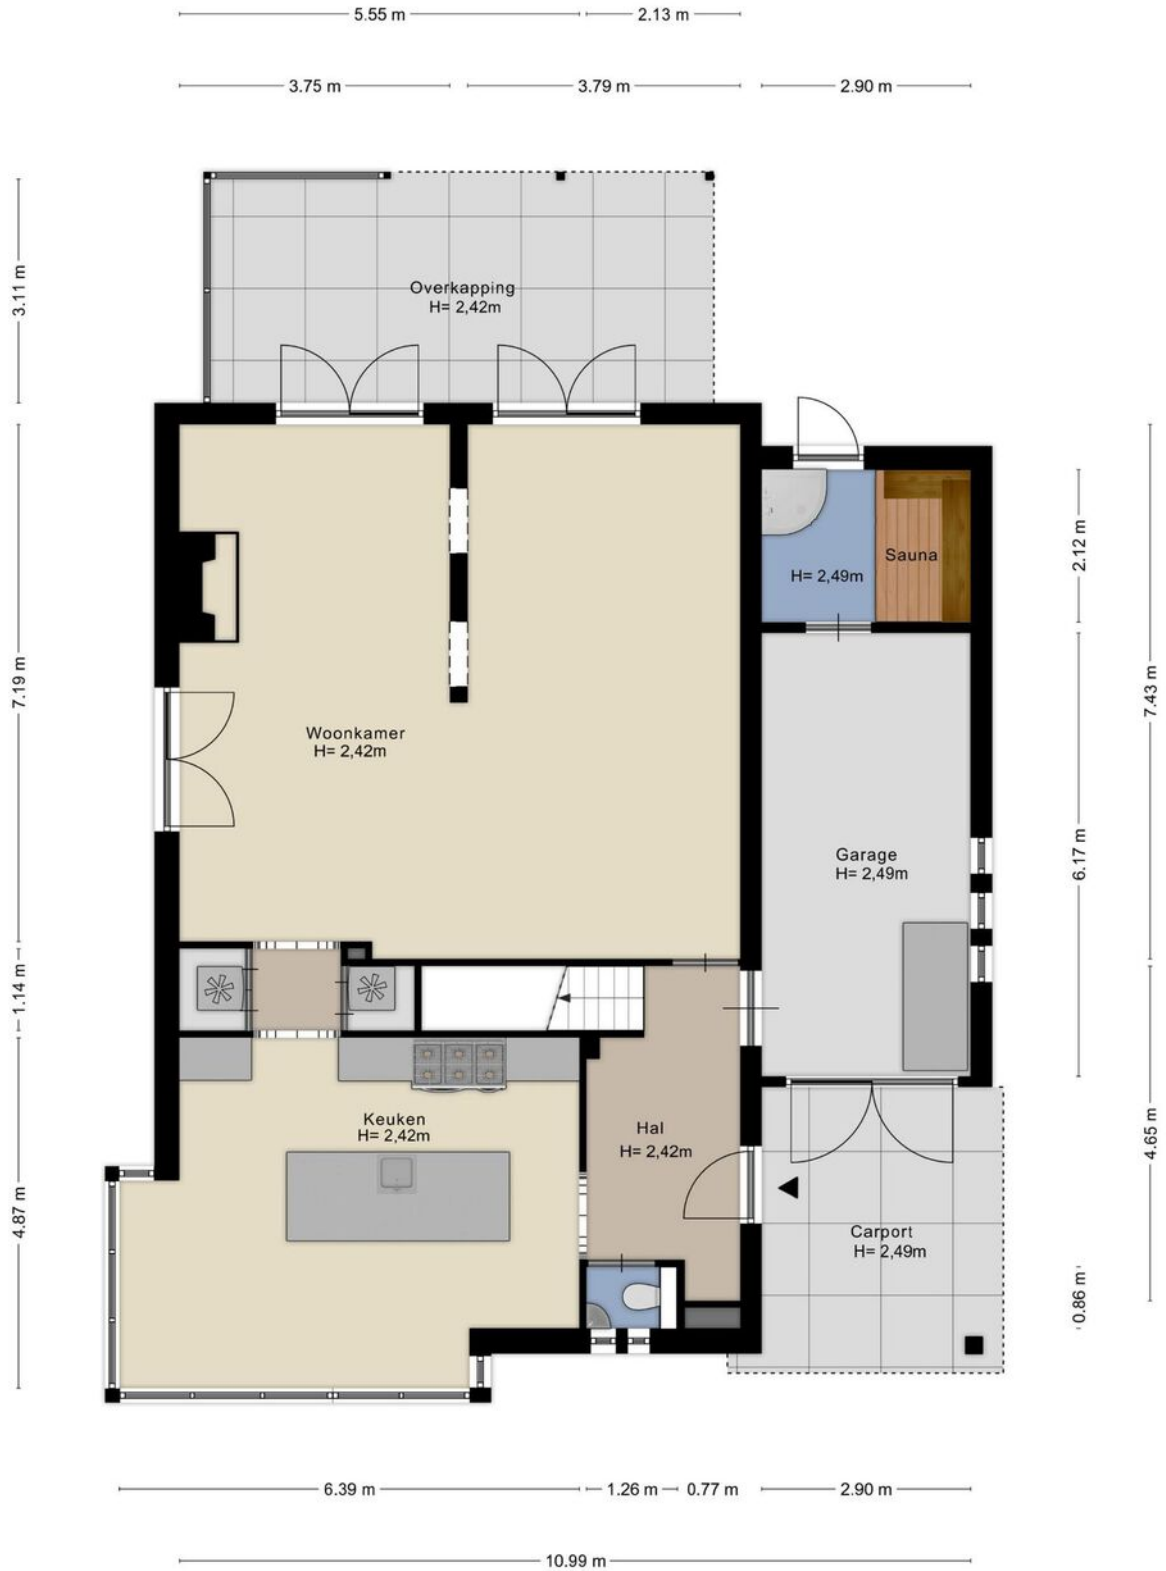 5.55 m
2.13 m
3.75 m
3.79 m
2.90 m
3.11 m
Overkapping
H= 2,42m
2.12 m
Sauna
H= 2,49m
7.19 m
7.43 m
Woonkamer
H= 2,42m
6.17 m
Garage
H= 2,49m
1.14 m
Keuken
H= 2,42m
Hal
H= 2,42m
4.65 m
4.87 m
Carport
H= 2,49m
0.86 m
6.39 m
1.26 m
0.77 m
2.90 m
10.99 m